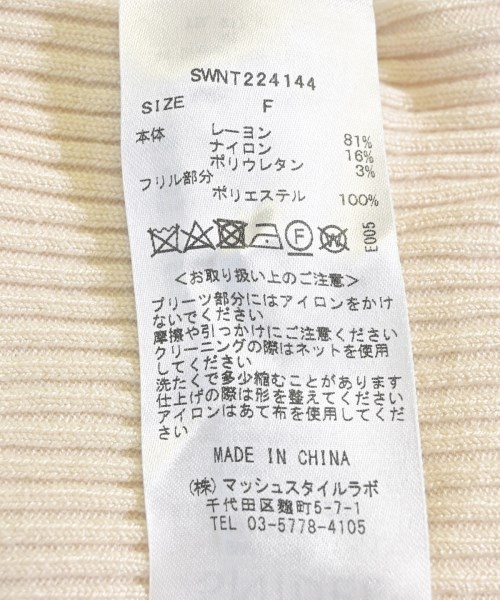 SWNT224144
SIZE F
本体 レーヨン 81%
ナイロン 16%
ポリウレタン 3%
フリル部分
ポリエステル 100%
F W E005
<お取り扱い上のご注意>
プリーツ部分にはアイロンをかけ
ないでください
摩擦や引っかけにご注意ください
クリーニングの際はネットを使用
してください
洗たくで多少縮むことがあります
仕上げの際は形を整えてください
アイロンはあて布を使用してくだ
さい
MADE IN CHINA
(株)マッシュスタイルラボ
千代田区麹町5-7-1
TEL 03-5778-4105